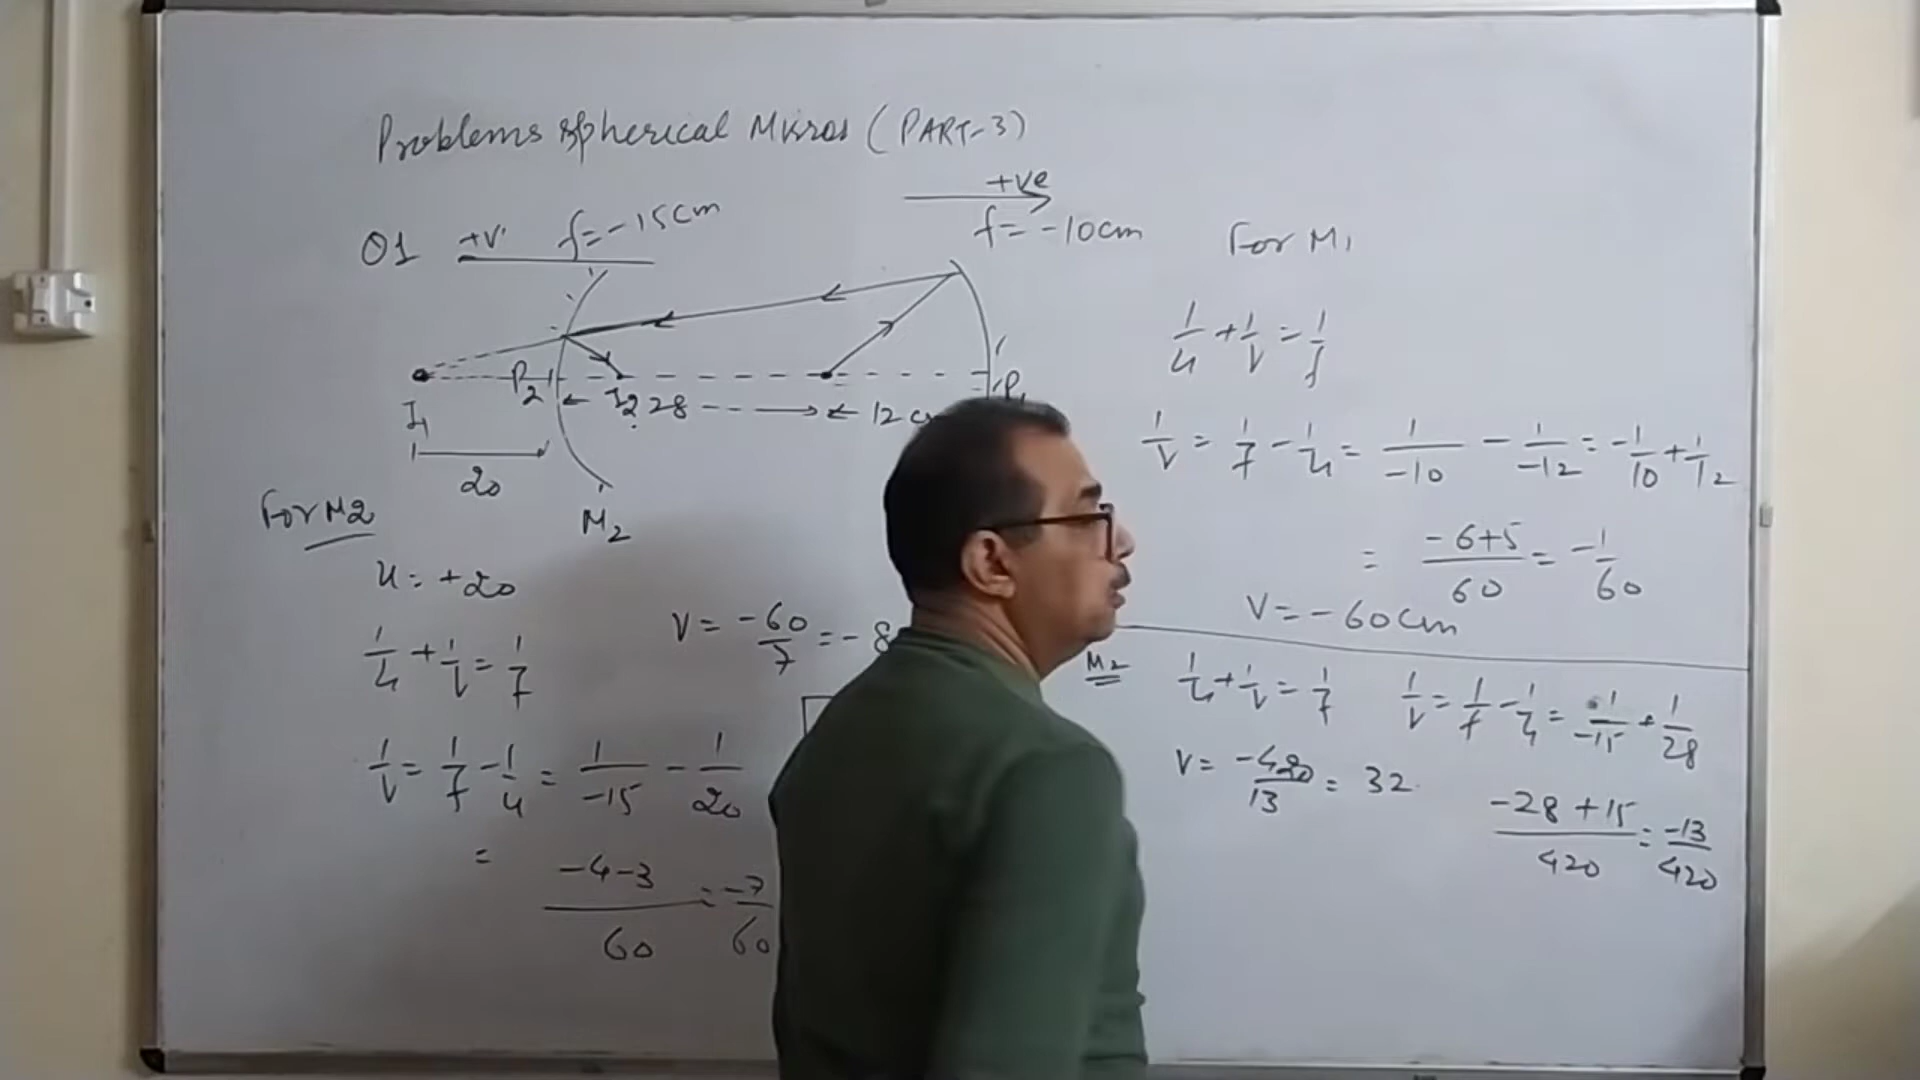 Problems Spherical Mirros (PART-3)
+ve
Q1 +v f=-15cm
f=-10cm
For M1
1/u + 1/v = 1/f
P2
P1
I1
I2 28
12 c
20
1/v = 1/f - 1/u = 1/-10 - 1/-12 = -1/10 + 1/12
For M2
M2
= -6+5/60 = -1/60
u = +20
v = -60cm
v = -60/7 = -8
1/u + 1/v = 1/f
M2 1/u + 1/v = 1/f 1/v = 1/f - 1/u = 1/-15 + 1/28
1/v = 1/f - 1/u = 1/-15 - 1/20
v = -420/13 = 32
-28 + 15/420 = -13/420
= -4-3/60 = -7/60